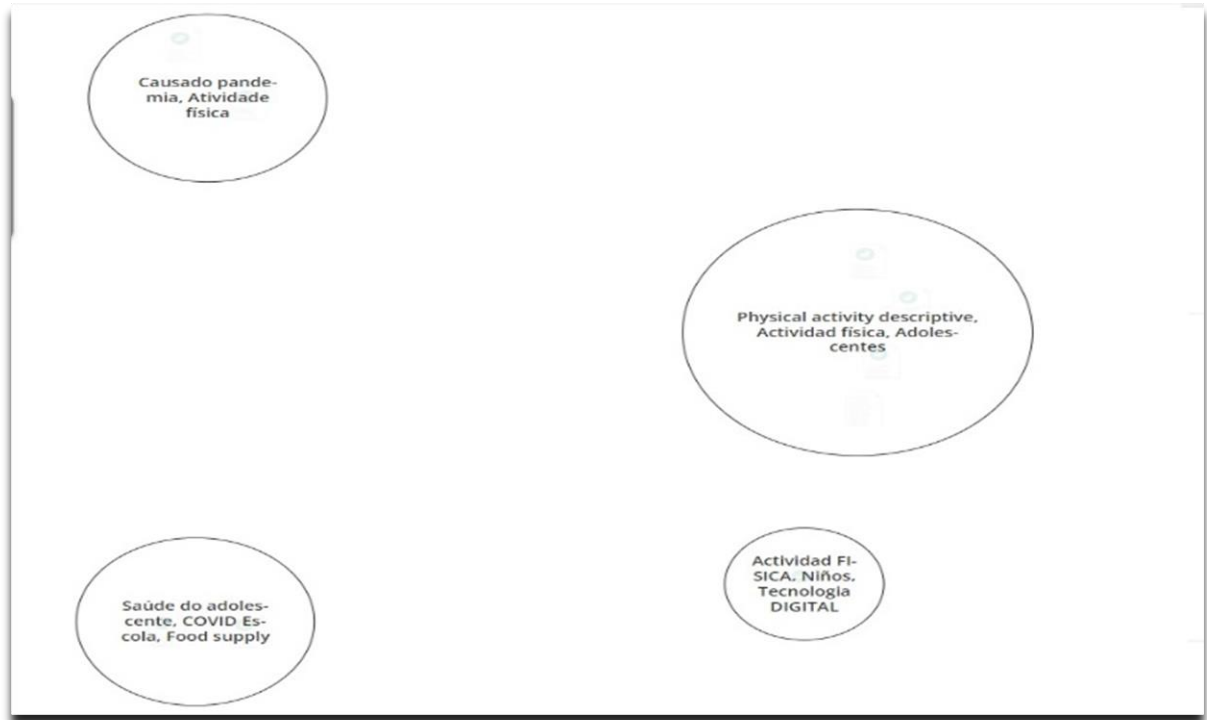 Causado pande-
mia, Atividade
física
Physical activity descriptive,
Actividad física, Adoles-
centes
Actividad FI-
SICA, Niños,
Tecnologia
DIGITAL
Saúde do adoles-
cente, COVID Es-
cola, Food supply